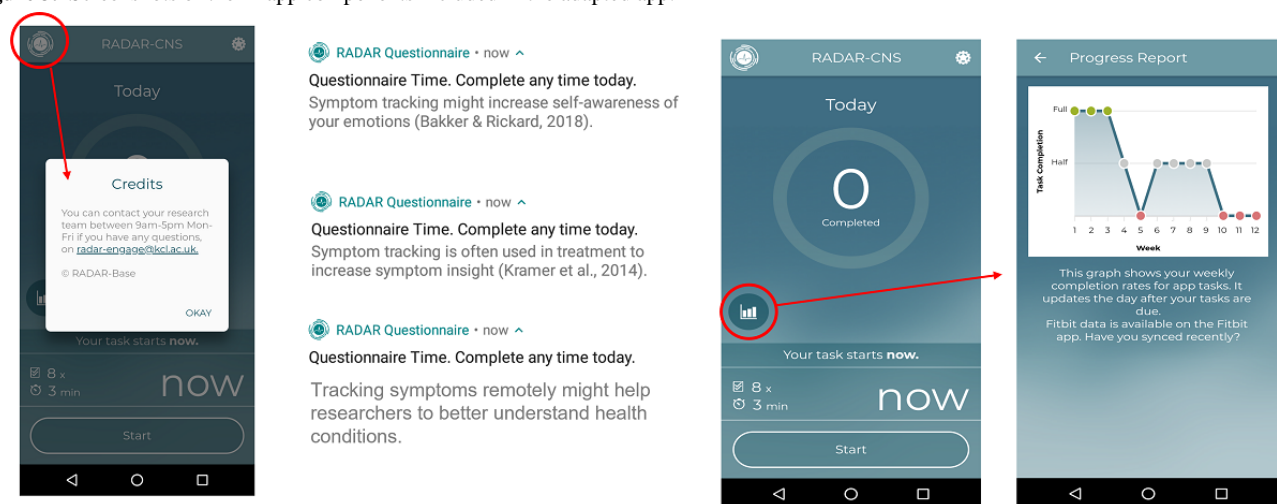 RADAR-CNS
Today
Credits
You can contact your research
team between 9am-5pm Mon-
Fri if you have any questions,
on radar-engage@kcl.ac.uk.
© RADAR-Base
OKAY
Your task starts now.
8 x
3 min
now
Start
RADAR Questionnaire • now
Questionnaire Time. Complete any time today.
Symptom tracking might increase self-awareness of
your emotions (Bakker & Rickard, 2018).
RADAR Questionnaire • now
Questionnaire Time. Complete any time today.
Symptom tracking is often used in treatment to
increase symptom insight (Kramer et al., 2014).
RADAR Questionnaire • now
Questionnaire Time. Complete any time today.
Tracking symptoms remotely might help
researchers to better understand health
conditions.
RADAR-CNS
Today
0
Completed
Your task starts now.
8 x
3 min
now
Start
Progress Report
Full
Half
Task Completion
1 2 3 4 5 6 7 8 9 10 11 12
Week
This graph shows your weekly
completion rates for app tasks. It
updates the day after your tasks are
due.
Fitbit data is available on the Fitbit
app. Have you synced recently?